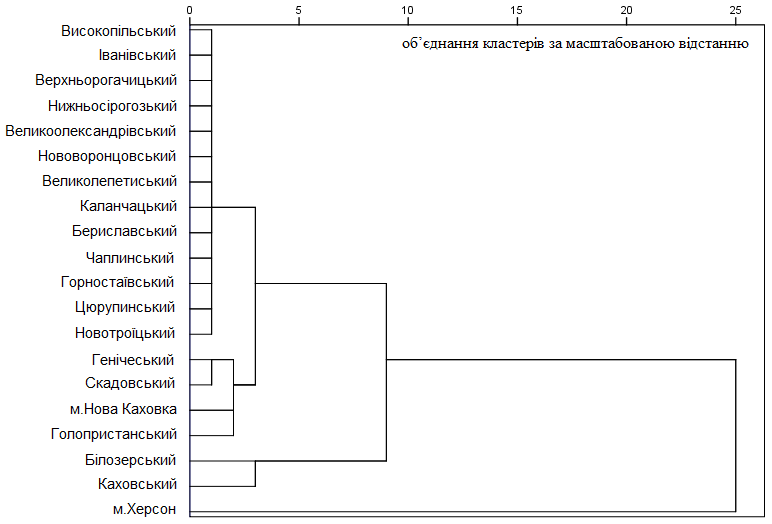 0 5 10 15 20 25
об’єднання кластерів за масштабованою відстанню
Високопільський
Іванівський
Верхньорогачицький
Нижньосірогозький
Великоолександрівський
Нововоронцовський
Великолепетиський
Каланчацький
Бериславський
Чаплинський
Горностаївський
Цюрупинський
Новотроїцький
Генічеський
Скадовський
м.Нова Каховка
Голопристанський
Білозерський
Каховський
м.Херсон